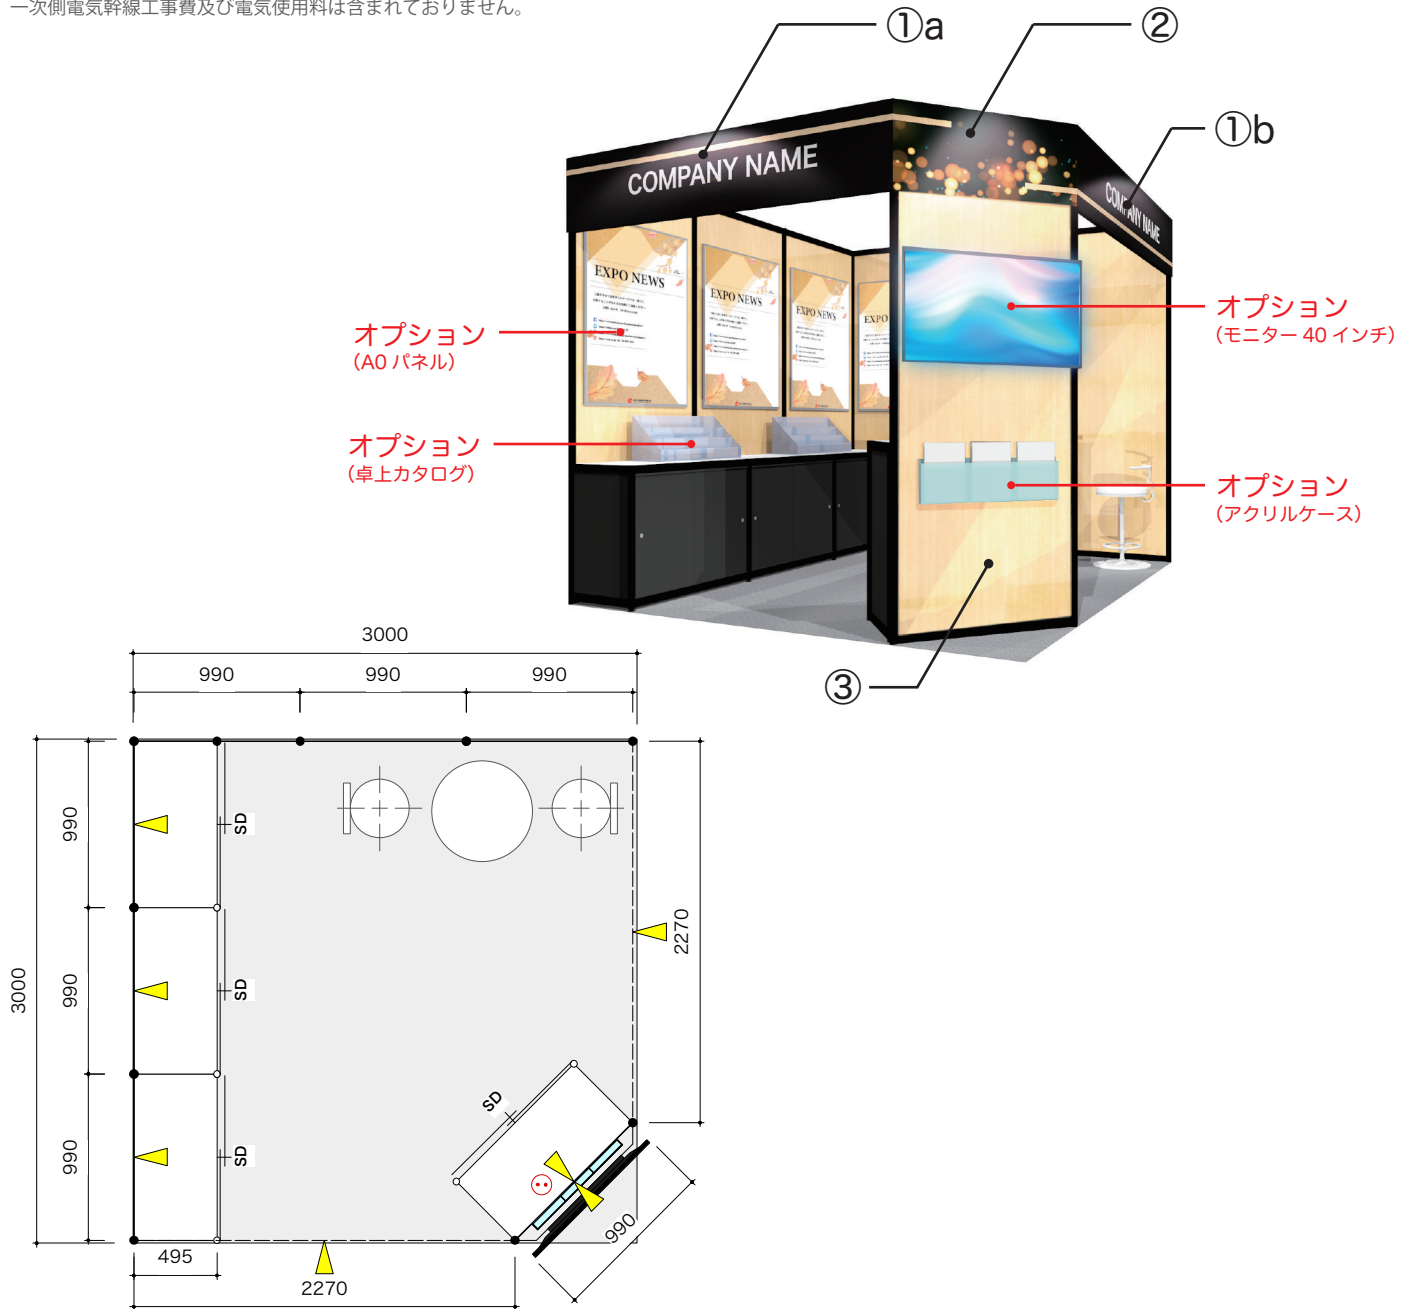 一次側電気幹線工事費及び電気使用料は含まれておりません。
①a
②
①b
COMPANY NAME
COMPANY NAME
EXPO NEWS
EXPO NEWS
EXPO NEWS
EXPO
オプション
(A0 パネル)
オプション
(モニター 40 インチ)
オプション
(卓上カタログ)
オプション
(アクリルケース)
③
3000
990
990
990
3000
990
990
990
SD
SD
SD
SD
2270
990
495
2270